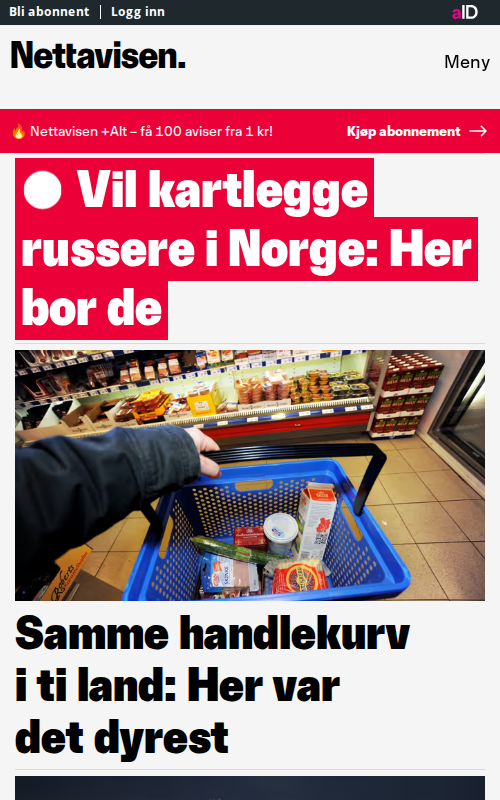 Bli abonnent | Logg inn
aID
Nettavisen.
Meny
🔥 Nettavisen +Alt – få 100 aviser fra 1 kr!
Kjøp abonnement →
Vil kartlegge
russere i Norge: Her
bor de
Samme handlekurv
i ti land: Her var
det dyrest